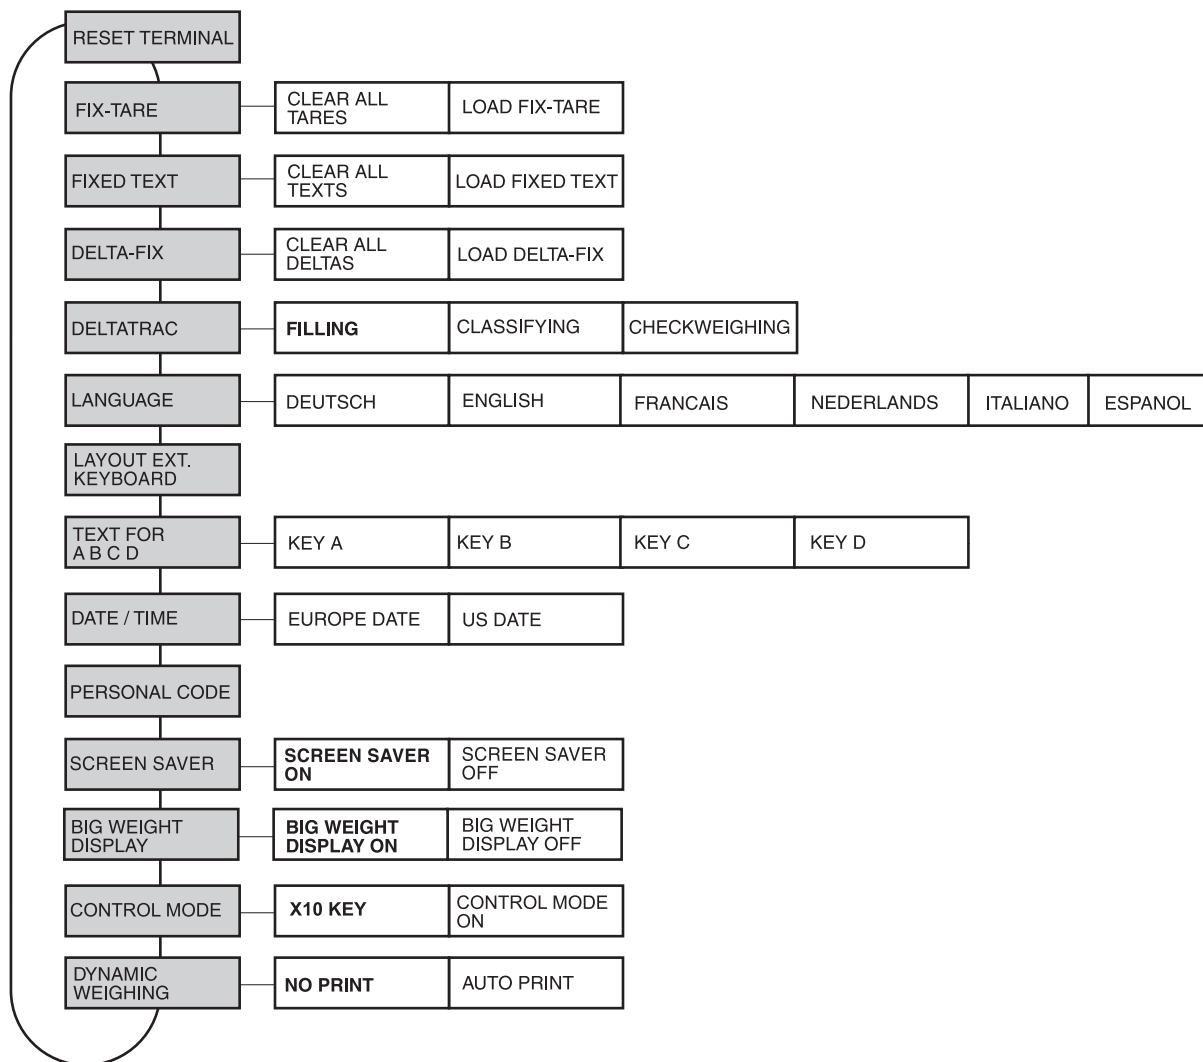 RESET TERMINAL
FIX-TARE
CLEAR ALL
TARES
LOAD FIX-TARE
FIXED TEXT
CLEAR ALL
TEXTS
LOAD FIXED TEXT
DELTA-FIX
CLEAR ALL
DELTAS
LOAD DELTA-FIX
DELTATRAC
FILLING
CLASSIFYING
CHECKWEIGHING
LANGUAGE
DEUTSCH
ENGLISH
FRANCAIS
NEDERLANDS
ITALIANO
ESPANOL
LAYOUT EXT.
KEYBOARD
TEXT FOR
A B C D
KEY A
KEY B
KEY C
KEY D
DATE / TIME
EUROPE DATE
US DATE
PERSONAL CODE
SCREEN SAVER
SCREEN SAVER
ON
SCREEN SAVER
OFF
BIG WEIGHT
DISPLAY
BIG WEIGHT
DISPLAY ON
BIG WEIGHT
DISPLAY OFF
CONTROL MODE
X10 KEY
CONTROL MODE
ON
DYNAMIC
WEIGHING
NO PRINT
AUTO PRINT